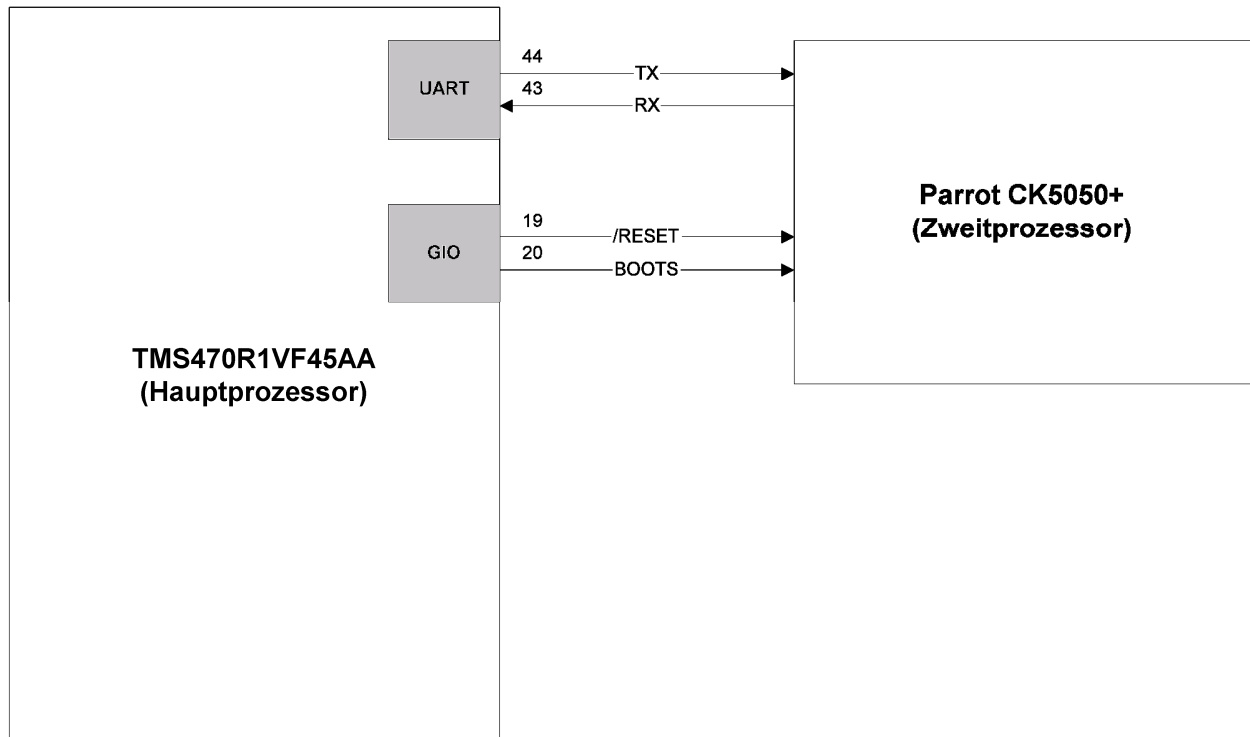 UART
44
TX
43
RX
GIO
19
/RESET
20
BOOTS
Parrot CK5050+
(Zweitprozessor)
TMS470R1VF45AA
(Hauptprozessor)